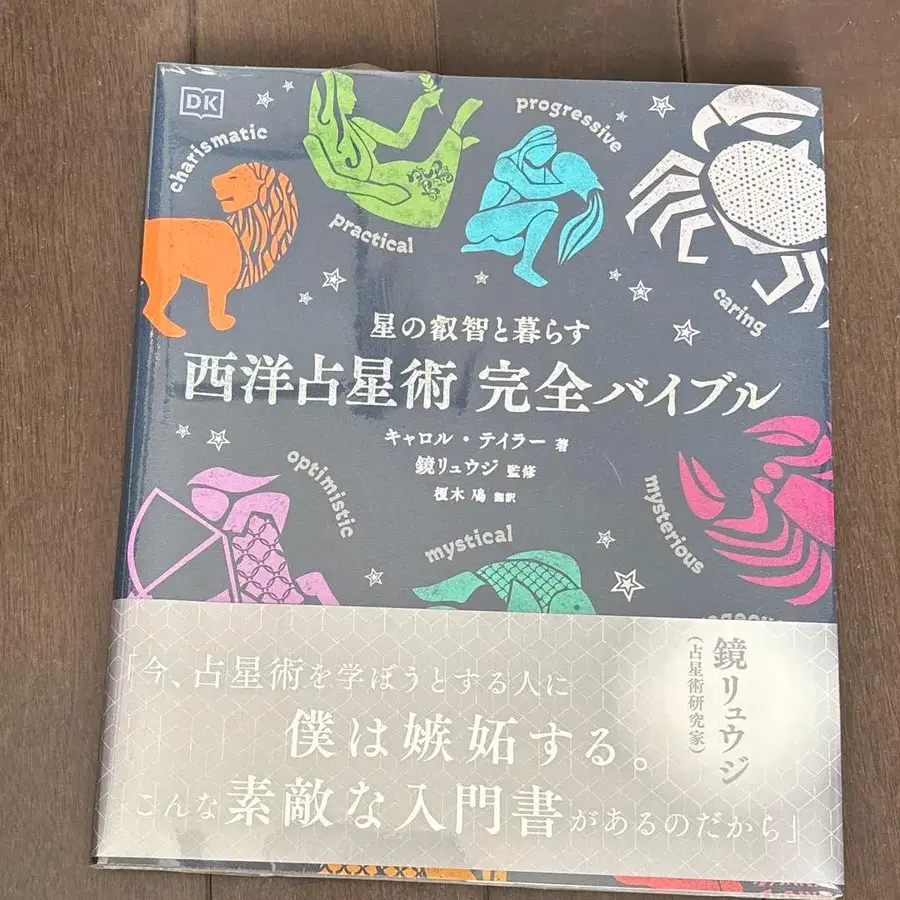 DK
charismatic
practical
progressive
caring
星の叡智と暮らす
西洋占星術 完全バイブル
キャロル・テイラー 著
鏡リュウジ 監修
榎木 鳰 翻訳
optimistic
mystical
mysterious
「今、占星術を学ぼうとする人に
僕は嫉妬する。
こんな素敵な入門書があるのだから」
鏡リュウジ
(占星術研究家)